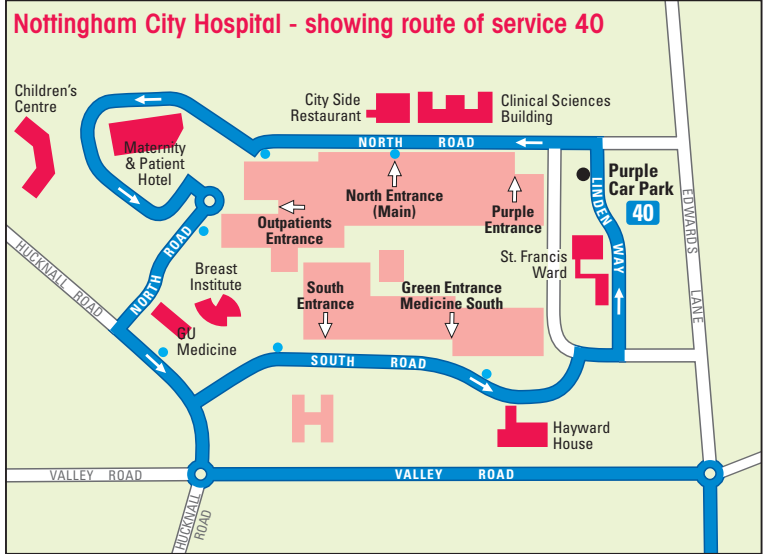 Nottingham City Hospital - showing route of service 40
Children's
Centre
City Side
Restaurant
Clinical Sciences
Building
Maternity
& Patient
Hotel
NORTH ROAD
Purple
Car Park
40
North Entrance
(Main)
Purple
Entrance
Outpatients
Entrance
LINDEN WAY
EDWARDS LANE
HUCKNALL ROAD
NORTH ROAD
Breast
Institute
St. Francis
Ward
South
Entrance
Green Entrance
Medicine South
GU
Medicine
SOUTH ROAD
Hayward
House
VALLEY ROAD
VALLEY ROAD
HUCKNALL
ROAD